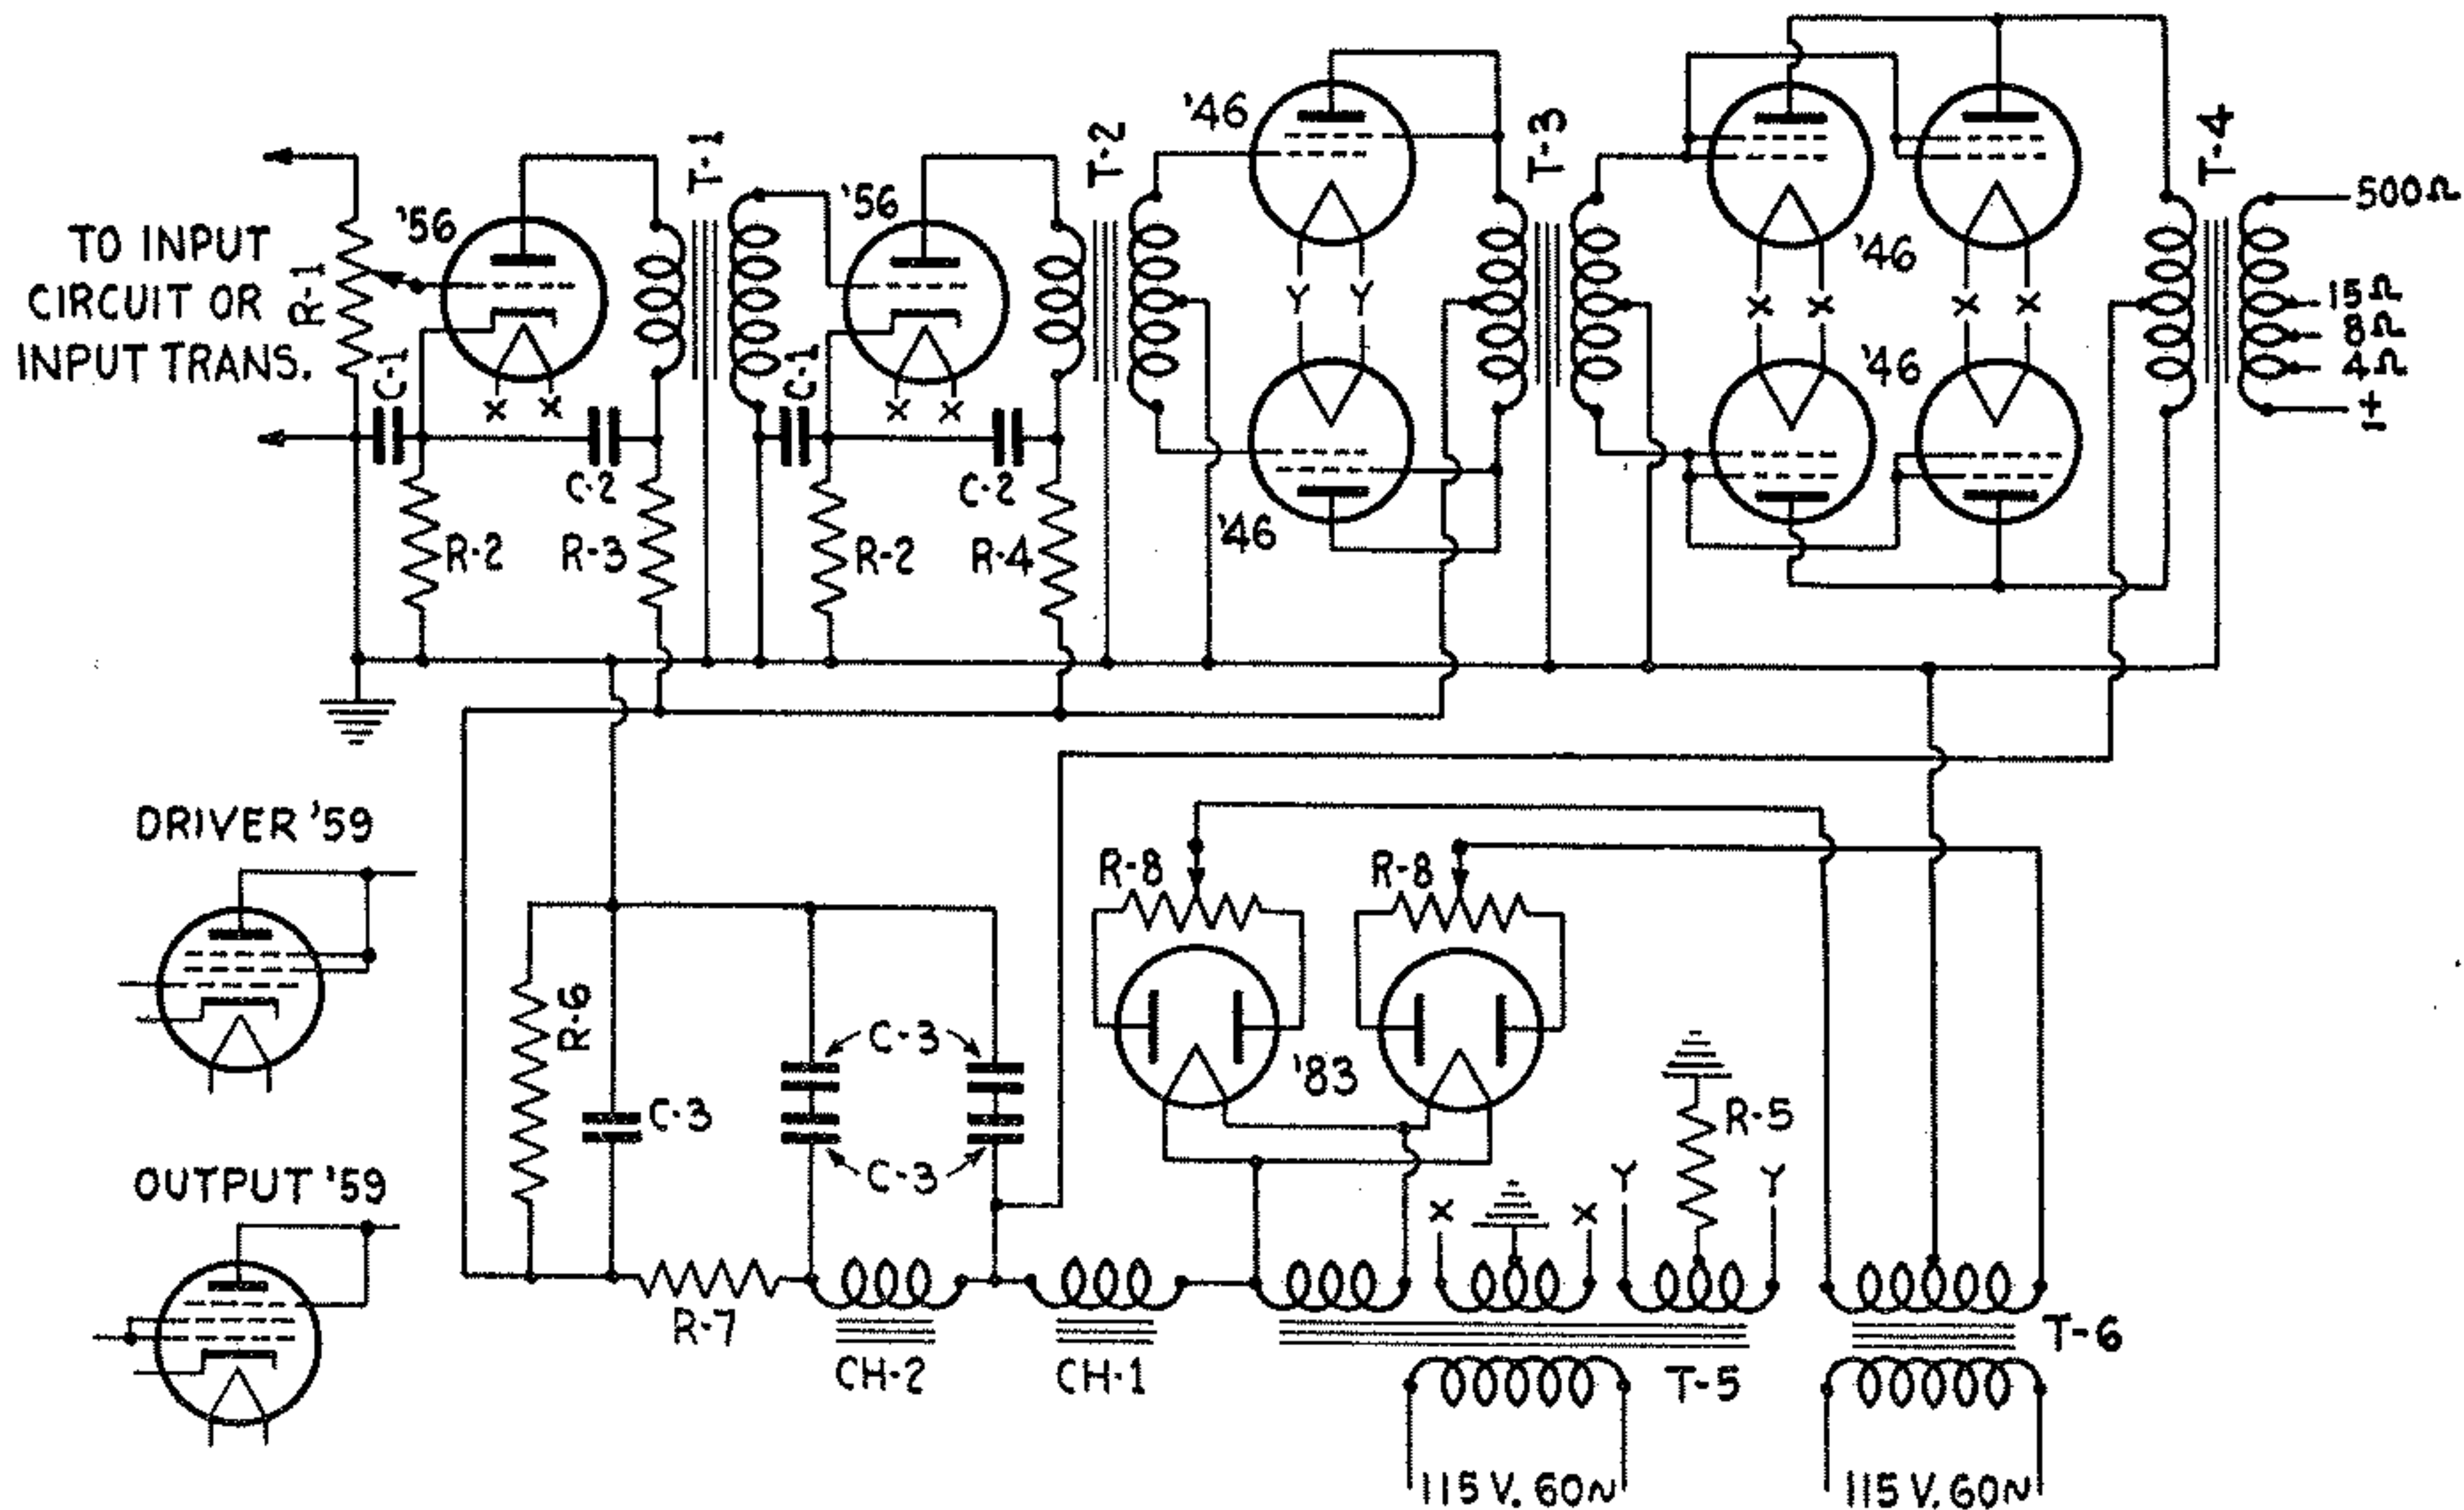 TO INPUT
CIRCUIT OR
INPUT TRANS.
R-1
C-1
'56
X X
R-2
C-2
R-3
T-1
C-1
'56
X X
R-2
C-2
R-4
T-2
'46
Y Y
'46
T-3
'46
X X
X X
'46
T-4
500Ω
15Ω
8Ω
4Ω
±
DRIVER '59
OUTPUT '59
R-6
C-3
C-3
C-3
R-7
CH-2
CH-1
R-8
R-8
'83
R-5
X X
Y Y
T-5
T-6
115 V. 60~
115 V. 60~